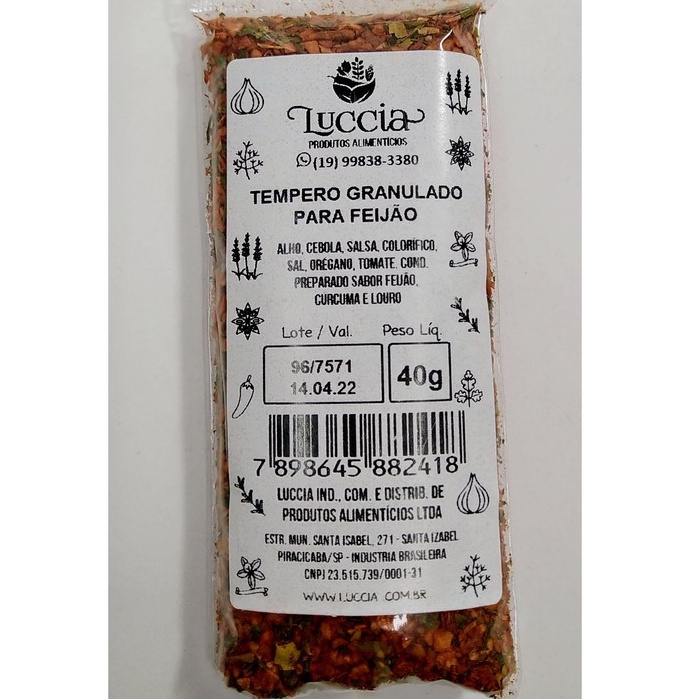 Luccia
PRODUTOS ALIMENTÍCIOS
(19) 99838-3380
TEMPERO GRANULADO
PARA FEIJÃO
ALHO, CEBOLA, SALSA, COLORÍFICO,
SAL, ORÉGANO, TOMATE, COND.
PREPARADO SABOR FEIJÃO,
CURCUMA E LOURO
Lote / Val. Peso Líq.
96/7571
14.04.22
40g
7 898645 882418
LUCCIA IND., COM. E DISTRIB. DE
PRODUTOS ALIMENTÍCIOS LTDA
ESTR. MUN. SANTA ISABEL, 271 - SANTA IZABEL
PIRACICABA/SP - INDUSTRIA BRASILEIRA
CNPJ 23.515.739/0001-31
WWW.LUCCIA.COM.BR